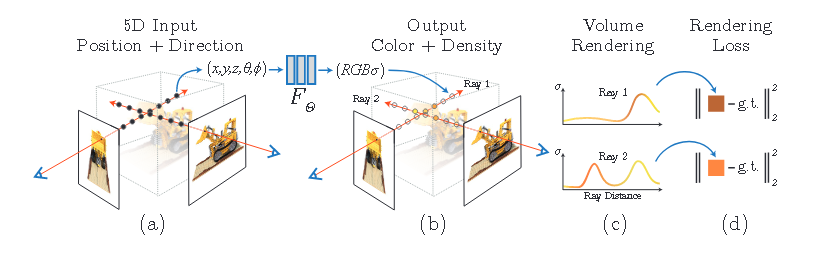 5D Input
Position + Direction
Output
Color + Density
Volume
Rendering
Rendering
Loss
(x,y,z,θ,ϕ)
F_Θ
(RGBσ)
Ray 1
Ray 2
σ
Ray 1
‖ – g.t. ‖₂²
σ
Ray 2
Ray Distance
‖ – g.t. ‖₂²
(a)
(b)
(c)
(d)